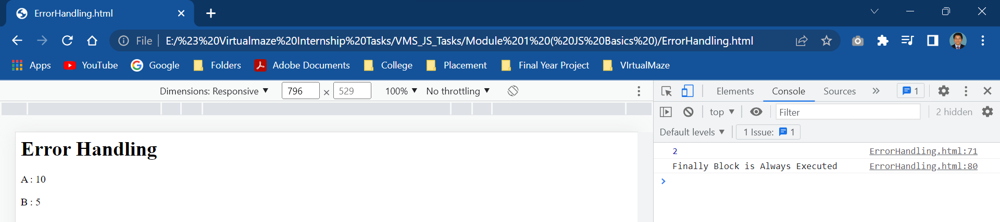 ErrorHandling.html
File E:/%23%20Virtualmaze%20Internship%20Tasks/VMS_JS_Tasks/Module%201%20(%20JS%20Basics%20)/ErrorHandling.html
Apps YouTube Google Folders Adobe Documents College Placement Final Year Project VIrtualMaze
Dimensions: Responsive ▼ 796 × 529 100% ▼ No throttling ▼
Elements Console Sources » 1
top ▼ Filter 2 hidden
Default levels ▼ 1 Issue: 1
Error Handling
A : 10
B : 5
2 ErrorHandling.html:71
Finally Block is Always Executed ErrorHandling.html:80